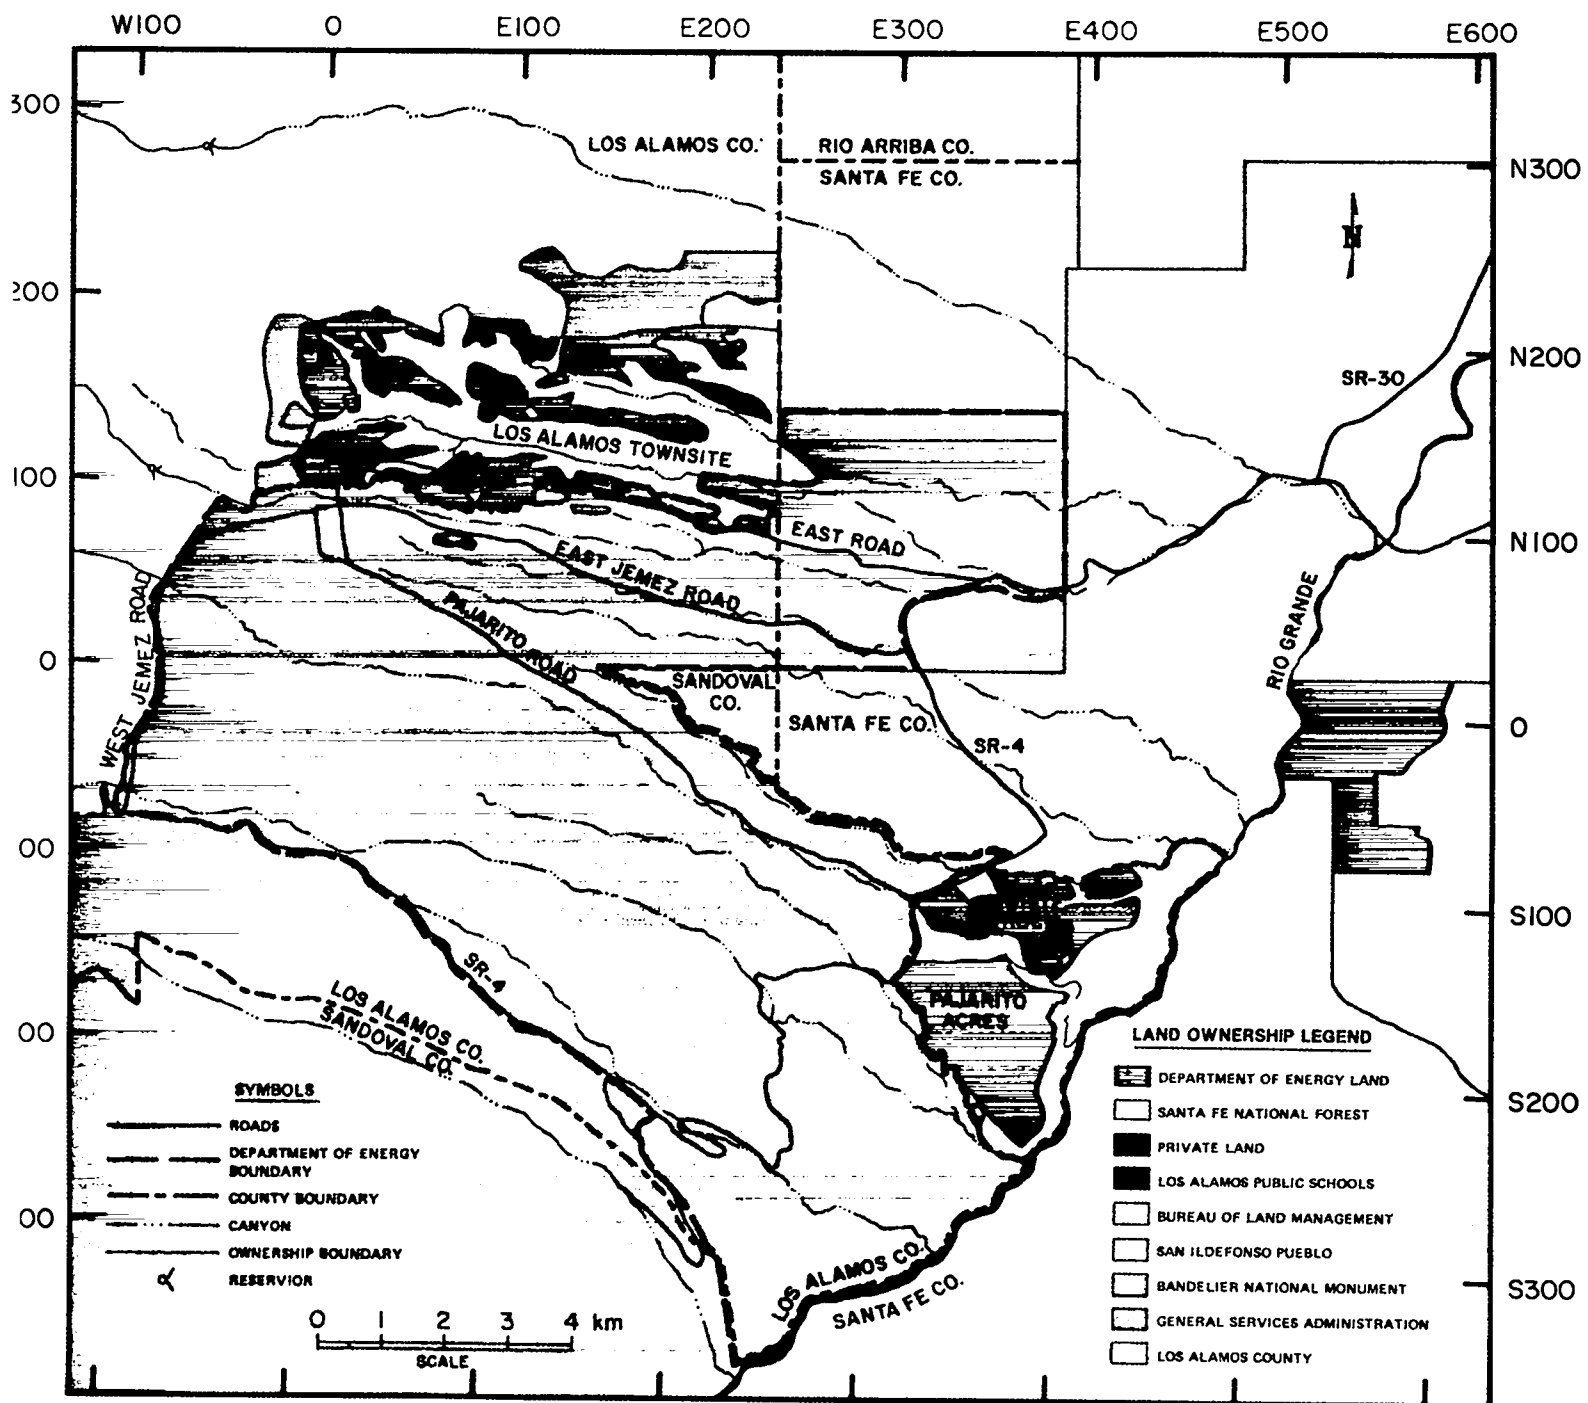 W100 0 E100 E200 E300 E400 E500 E600
300
200
100
0
00
00
00
N300
N200
N100
0
S100
S200
S300
LOS ALAMOS CO.
RIO ARRIBA CO.
SANTA FE CO.
N
SR-30
LOS ALAMOS TOWNSITE
EAST ROAD
EAST JEMEZ ROAD
PAJARITO ROAD
WEST JEMEZ ROAD
RIO GRANDE
SANDOVAL
CO.
SANTA FE CO.
SR-4
SR-4
PAJARITO
ACRES
LOS ALAMOS CO.
SANDOVAL CO.
LOS ALAMOS CO.
SANTA FE CO.
SYMBOLS
ROADS
DEPARTMENT OF ENERGY
BOUNDARY
COUNTY BOUNDARY
CANYON
OWNERSHIP BOUNDARY
RESERVIOR
0 1 2 3 4 km
SCALE
LAND OWNERSHIP LEGEND
DEPARTMENT OF ENERGY LAND
SANTA FE NATIONAL FOREST
PRIVATE LAND
LOS ALAMOS PUBLIC SCHOOLS
BUREAU OF LAND MANAGEMENT
SAN ILDEFONSO PUEBLO
BANDELIER NATIONAL MONUMENT
GENERAL SERVICES ADMINISTRATION
LOS ALAMOS COUNTY